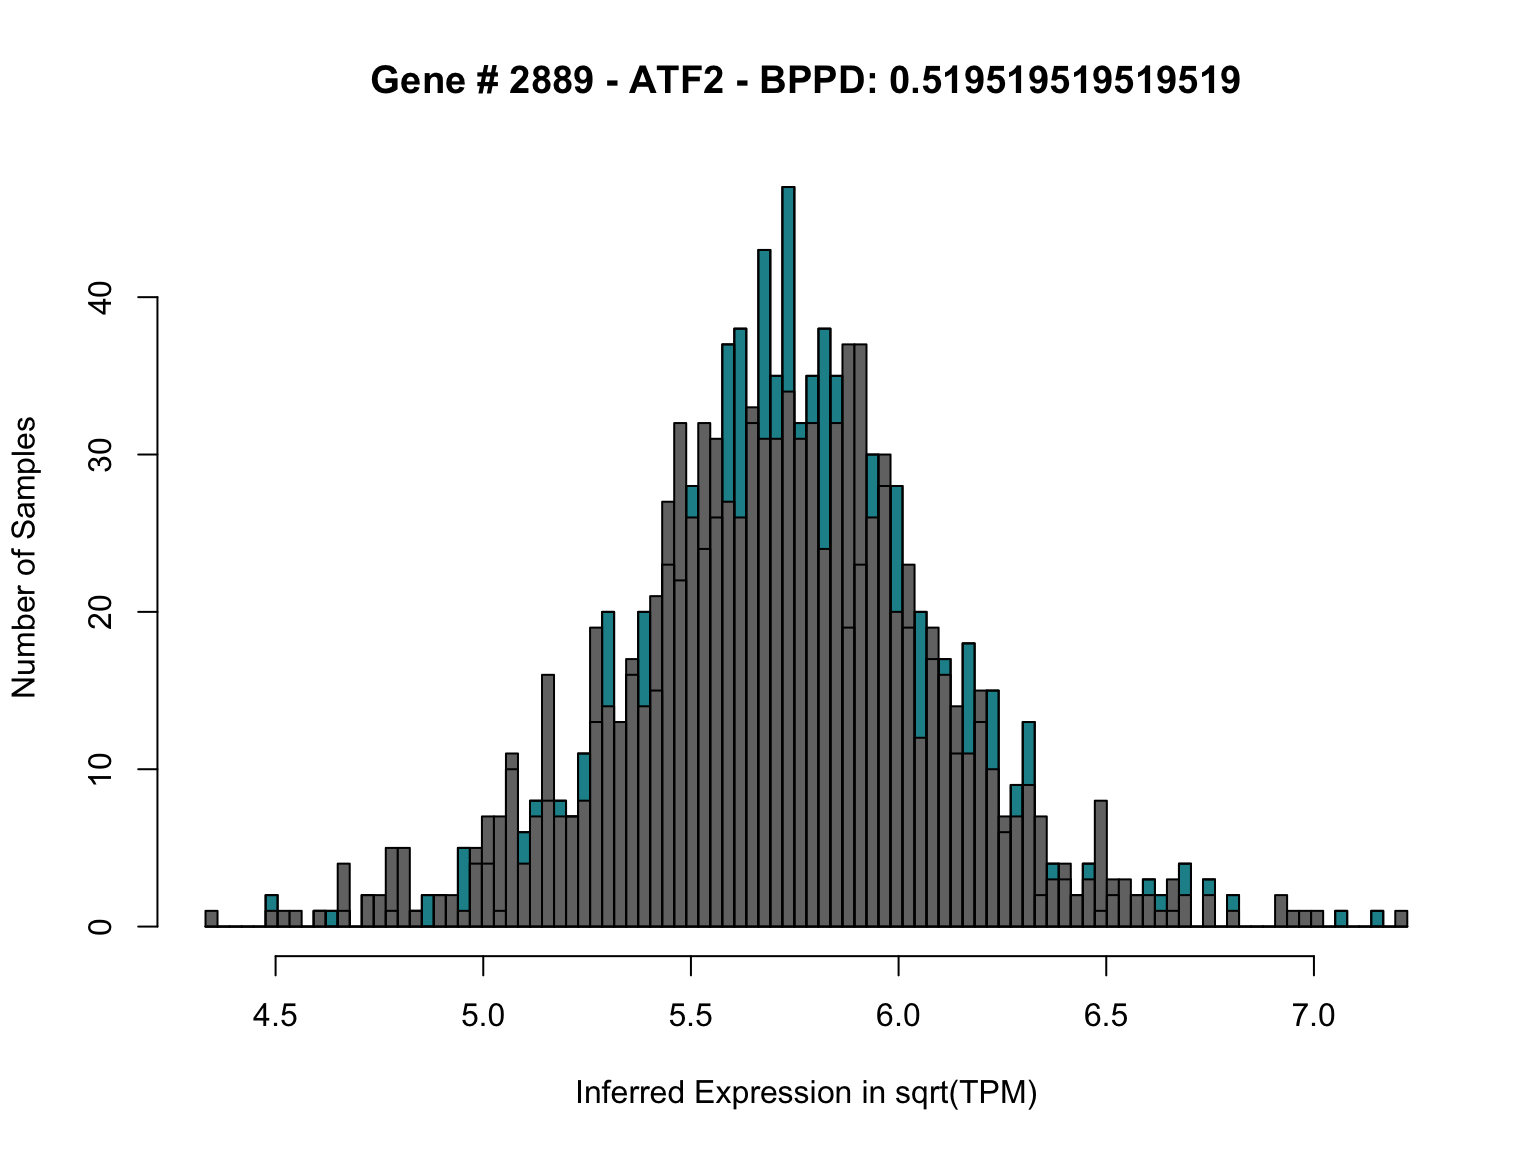 Gene # 2889 - ATF2 - BPPD: 0.519519519519519
Number of Samples
40
30
20
10
0
4.5 5.0 5.5 6.0 6.5 7.0
Inferred Expression in sqrt(TPM)